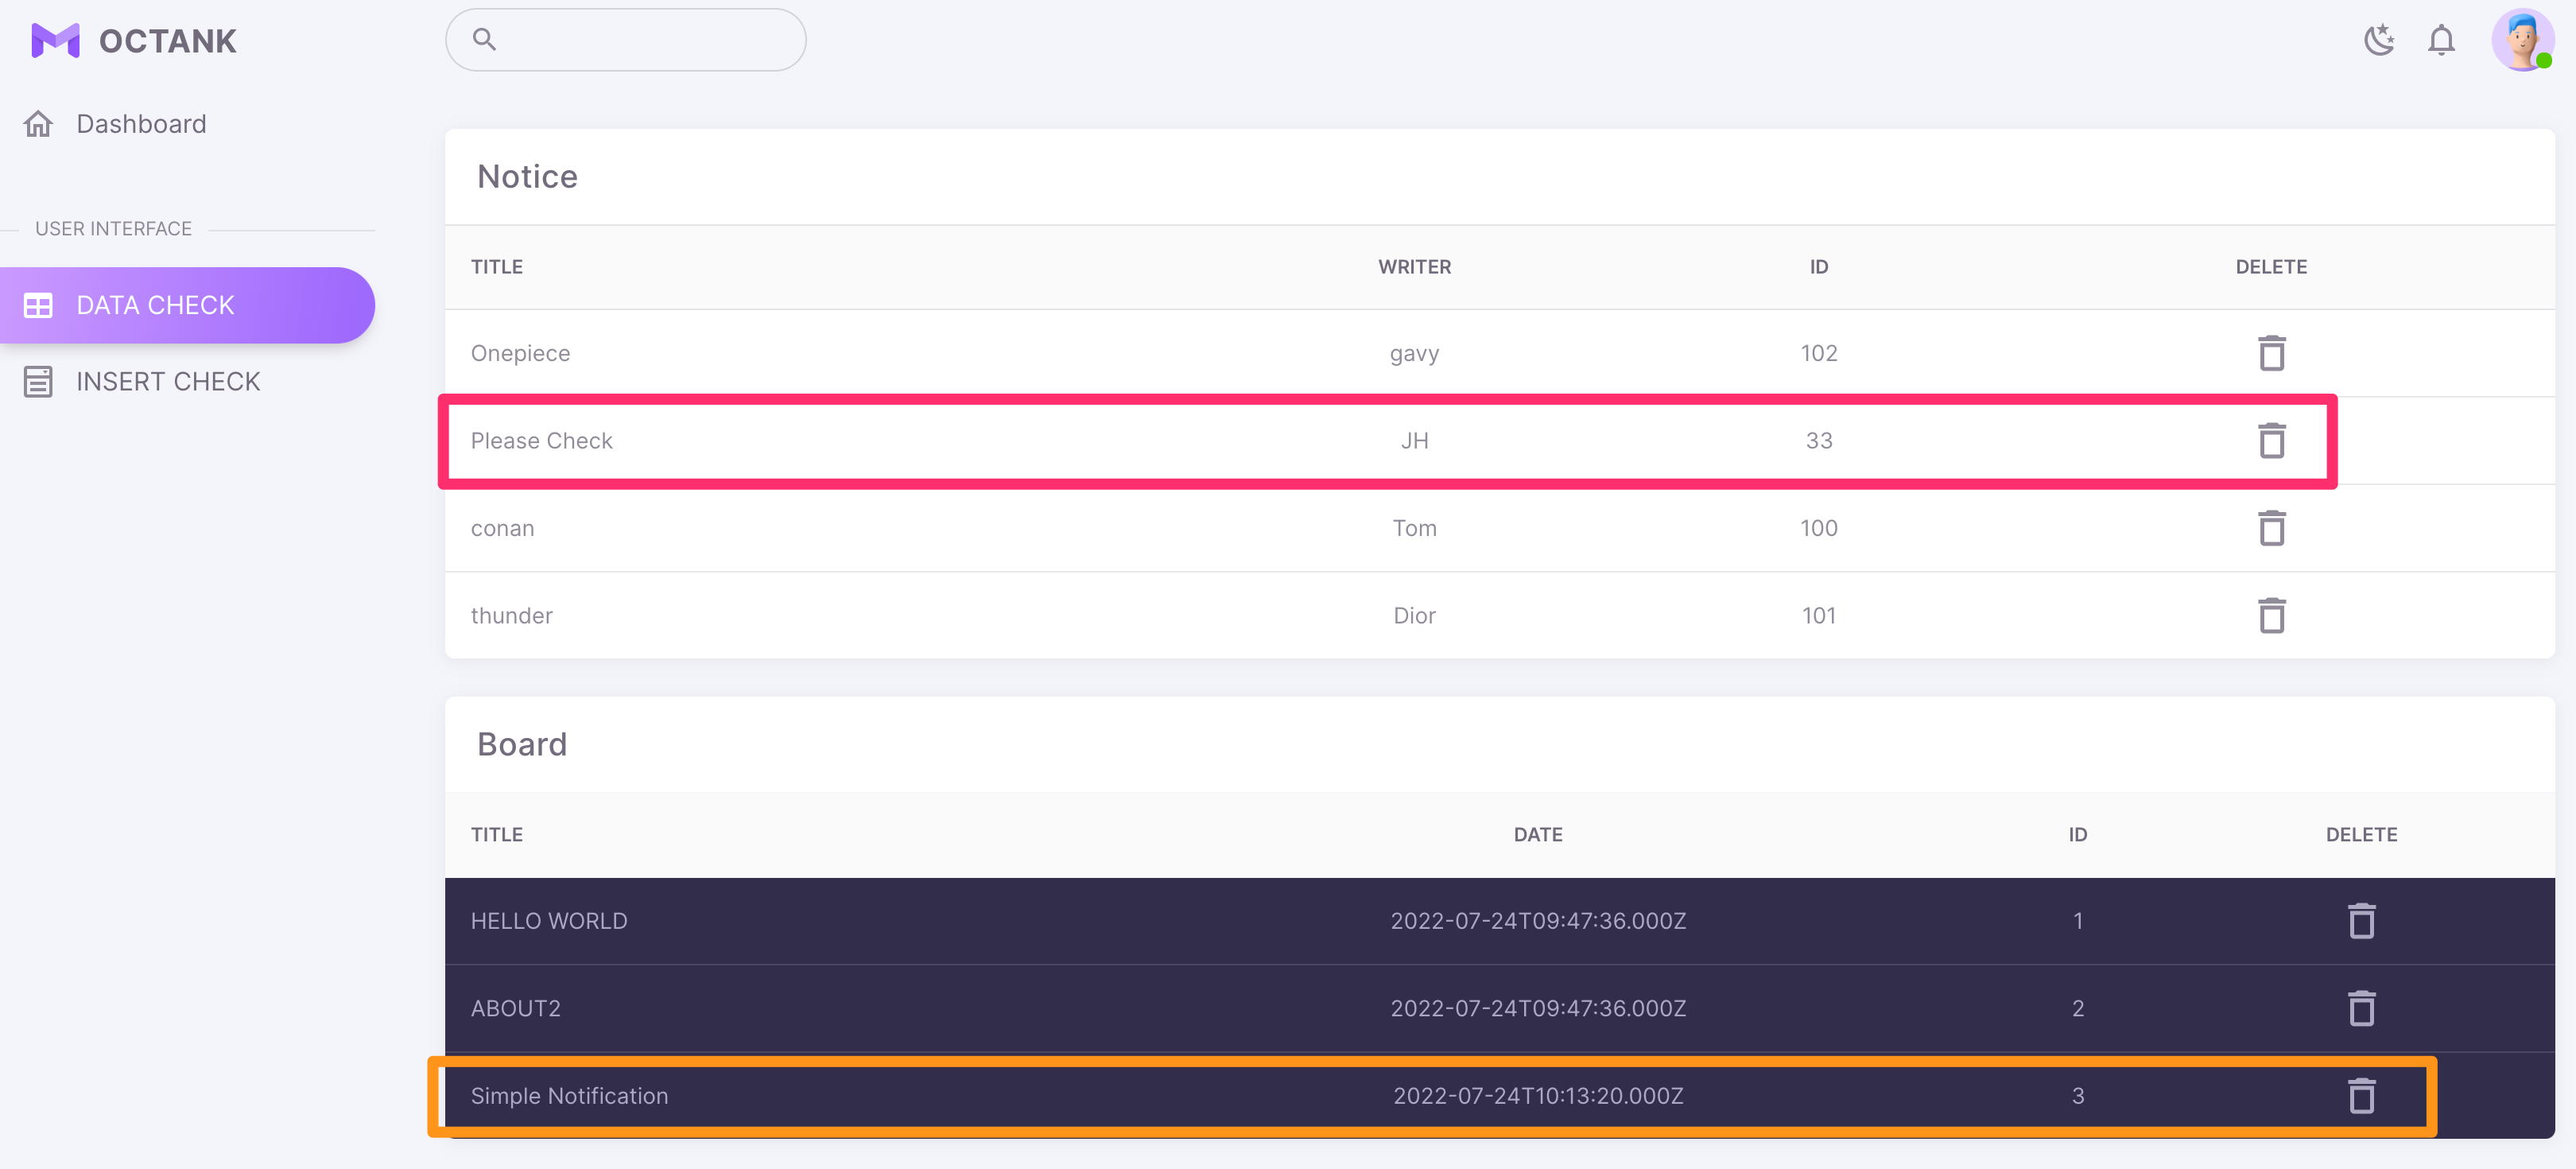 OCTANK
Dashboard
USER INTERFACE
DATA CHECK
INSERT CHECK
Notice
TITLE WRITER ID DELETE
Onepiece gavy 102
Please Check JH 33
conan Tom 100
thunder Dior 101
Board
TITLE DATE ID DELETE
HELLO WORLD 2022-07-24T09:47:36.000Z 1
ABOUT2 2022-07-24T09:47:36.000Z 2
Simple Notification 2022-07-24T10:13:20.000Z 3